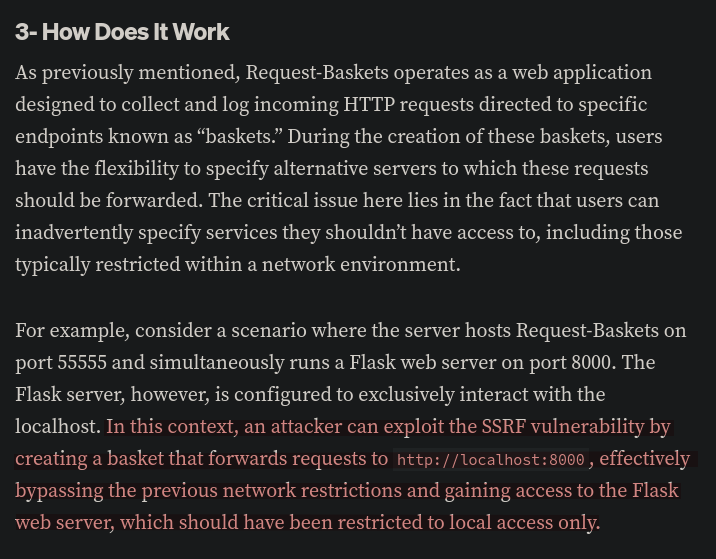 3- How Does It Work
As previously mentioned, Request-Baskets operates as a web application
designed to collect and log incoming HTTP requests directed to specific
endpoints known as “baskets.” During the creation of these baskets, users
have the flexibility to specify alternative servers to which these requests
should be forwarded. The critical issue here lies in the fact that users can
inadvertently specify services they shouldn’t have access to, including those
typically restricted within a network environment.
For example, consider a scenario where the server hosts Request-Baskets on
port 55555 and simultaneously runs a Flask web server on port 8000. The
Flask server, however, is configured to exclusively interact with the
localhost. In this context, an attacker can exploit the SSRF vulnerability by
creating a basket that forwards requests to http://localhost:8000, effectively
bypassing the previous network restrictions and gaining access to the Flask
web server, which should have been restricted to local access only.